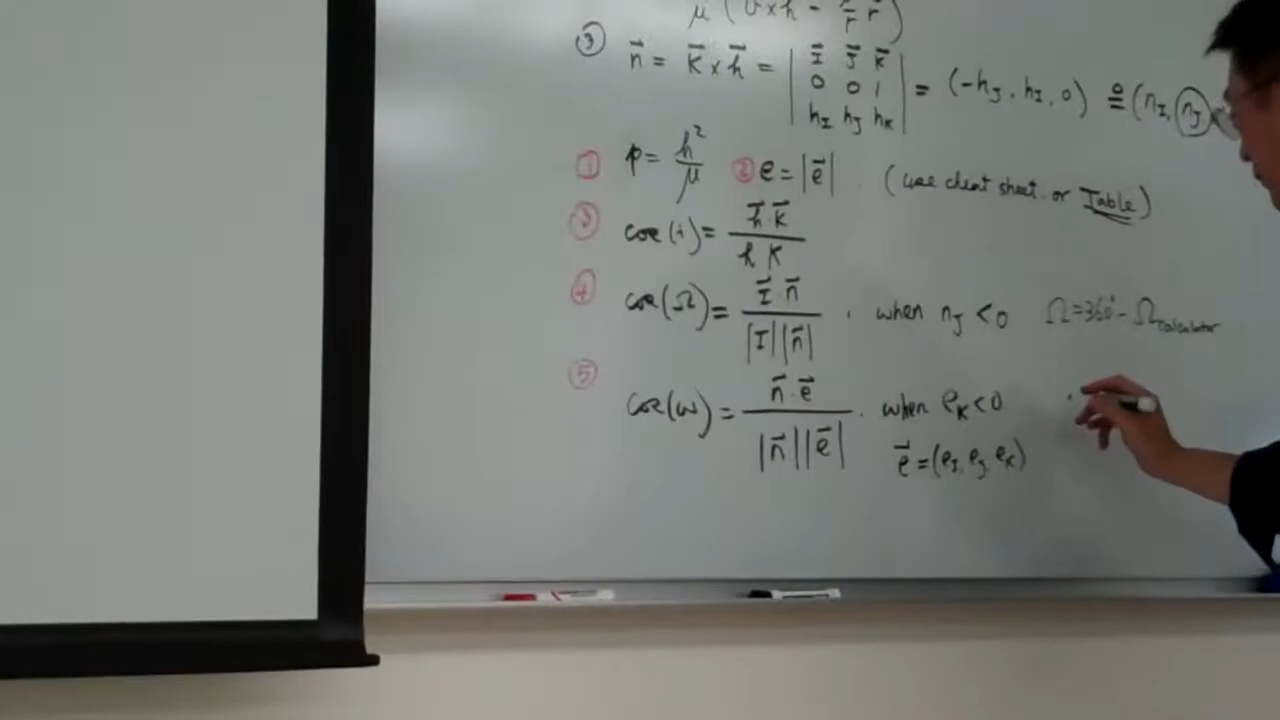 μ ( v̄×h̄ - r̄/r )
③ n̄ = K̄ × h̄ = | Ī J̄ K̄ ; 0 0 1 ; h_I h_J h_K | = (-h_J, h_I, 0) ≙ (n_I, n_J
① p = h²/μ ② e = |ē| . (use cheat sheet. or Table)
③ cos(i) = h̄·K̄ / h K
④ cos(Ω) = Ī·n̄ / |I||n̄| , when n_J < 0 Ω = 360° - Ω_calculator
⑤ cos(ω) = n̄·ē / |n̄||ē| . when e_K < 0
ē = (e_I, e_J, e_K)